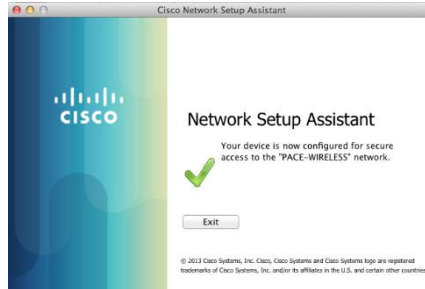 Cisco Network Setup Assistant
CISCO
Network Setup Assistant
Your device is now configured for secure
access to the "PACE-WIRELESS" network.
Exit
© 2013 Cisco Systems, Inc. Cisco, Cisco Systems and Cisco Systems logo are registered
trademarks of Cisco Systems, Inc. and/or its affiliates in the U.S. and certain other countries